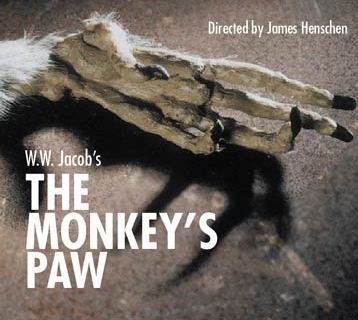 Directed by James Henschen
W.W. Jacob's
THE
MONKEY'S
PAW